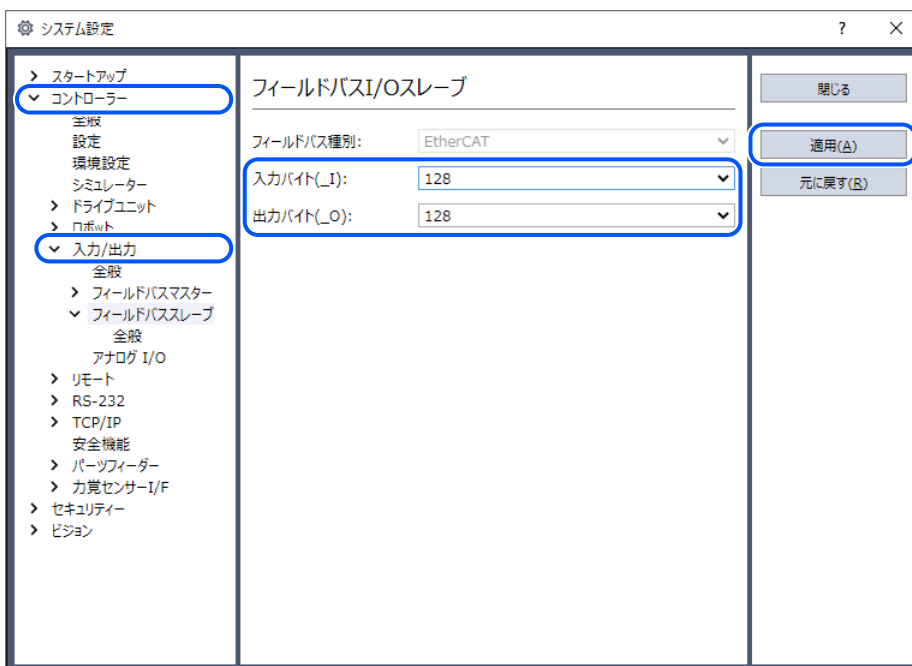 システム設定
?
スタートアップ
コントローラー
全般
設定
環境設定
シミュレーター
ドライブユニット
ロボット
入力/出力
全般
フィールドバスマスター
フィールドバススレーブ
全般
アナログ I/O
リモート
RS-232
TCP/IP
安全機能
パーツフィーダー
力覚センサーI/F
セキュリティー
ビジョン
フィールドバスI/Oスレーブ
フィールドバス種別: EtherCAT
入力バイト(_I): 128
出力バイト(_O): 128
閉じる
適用(A)
元に戻す(R)